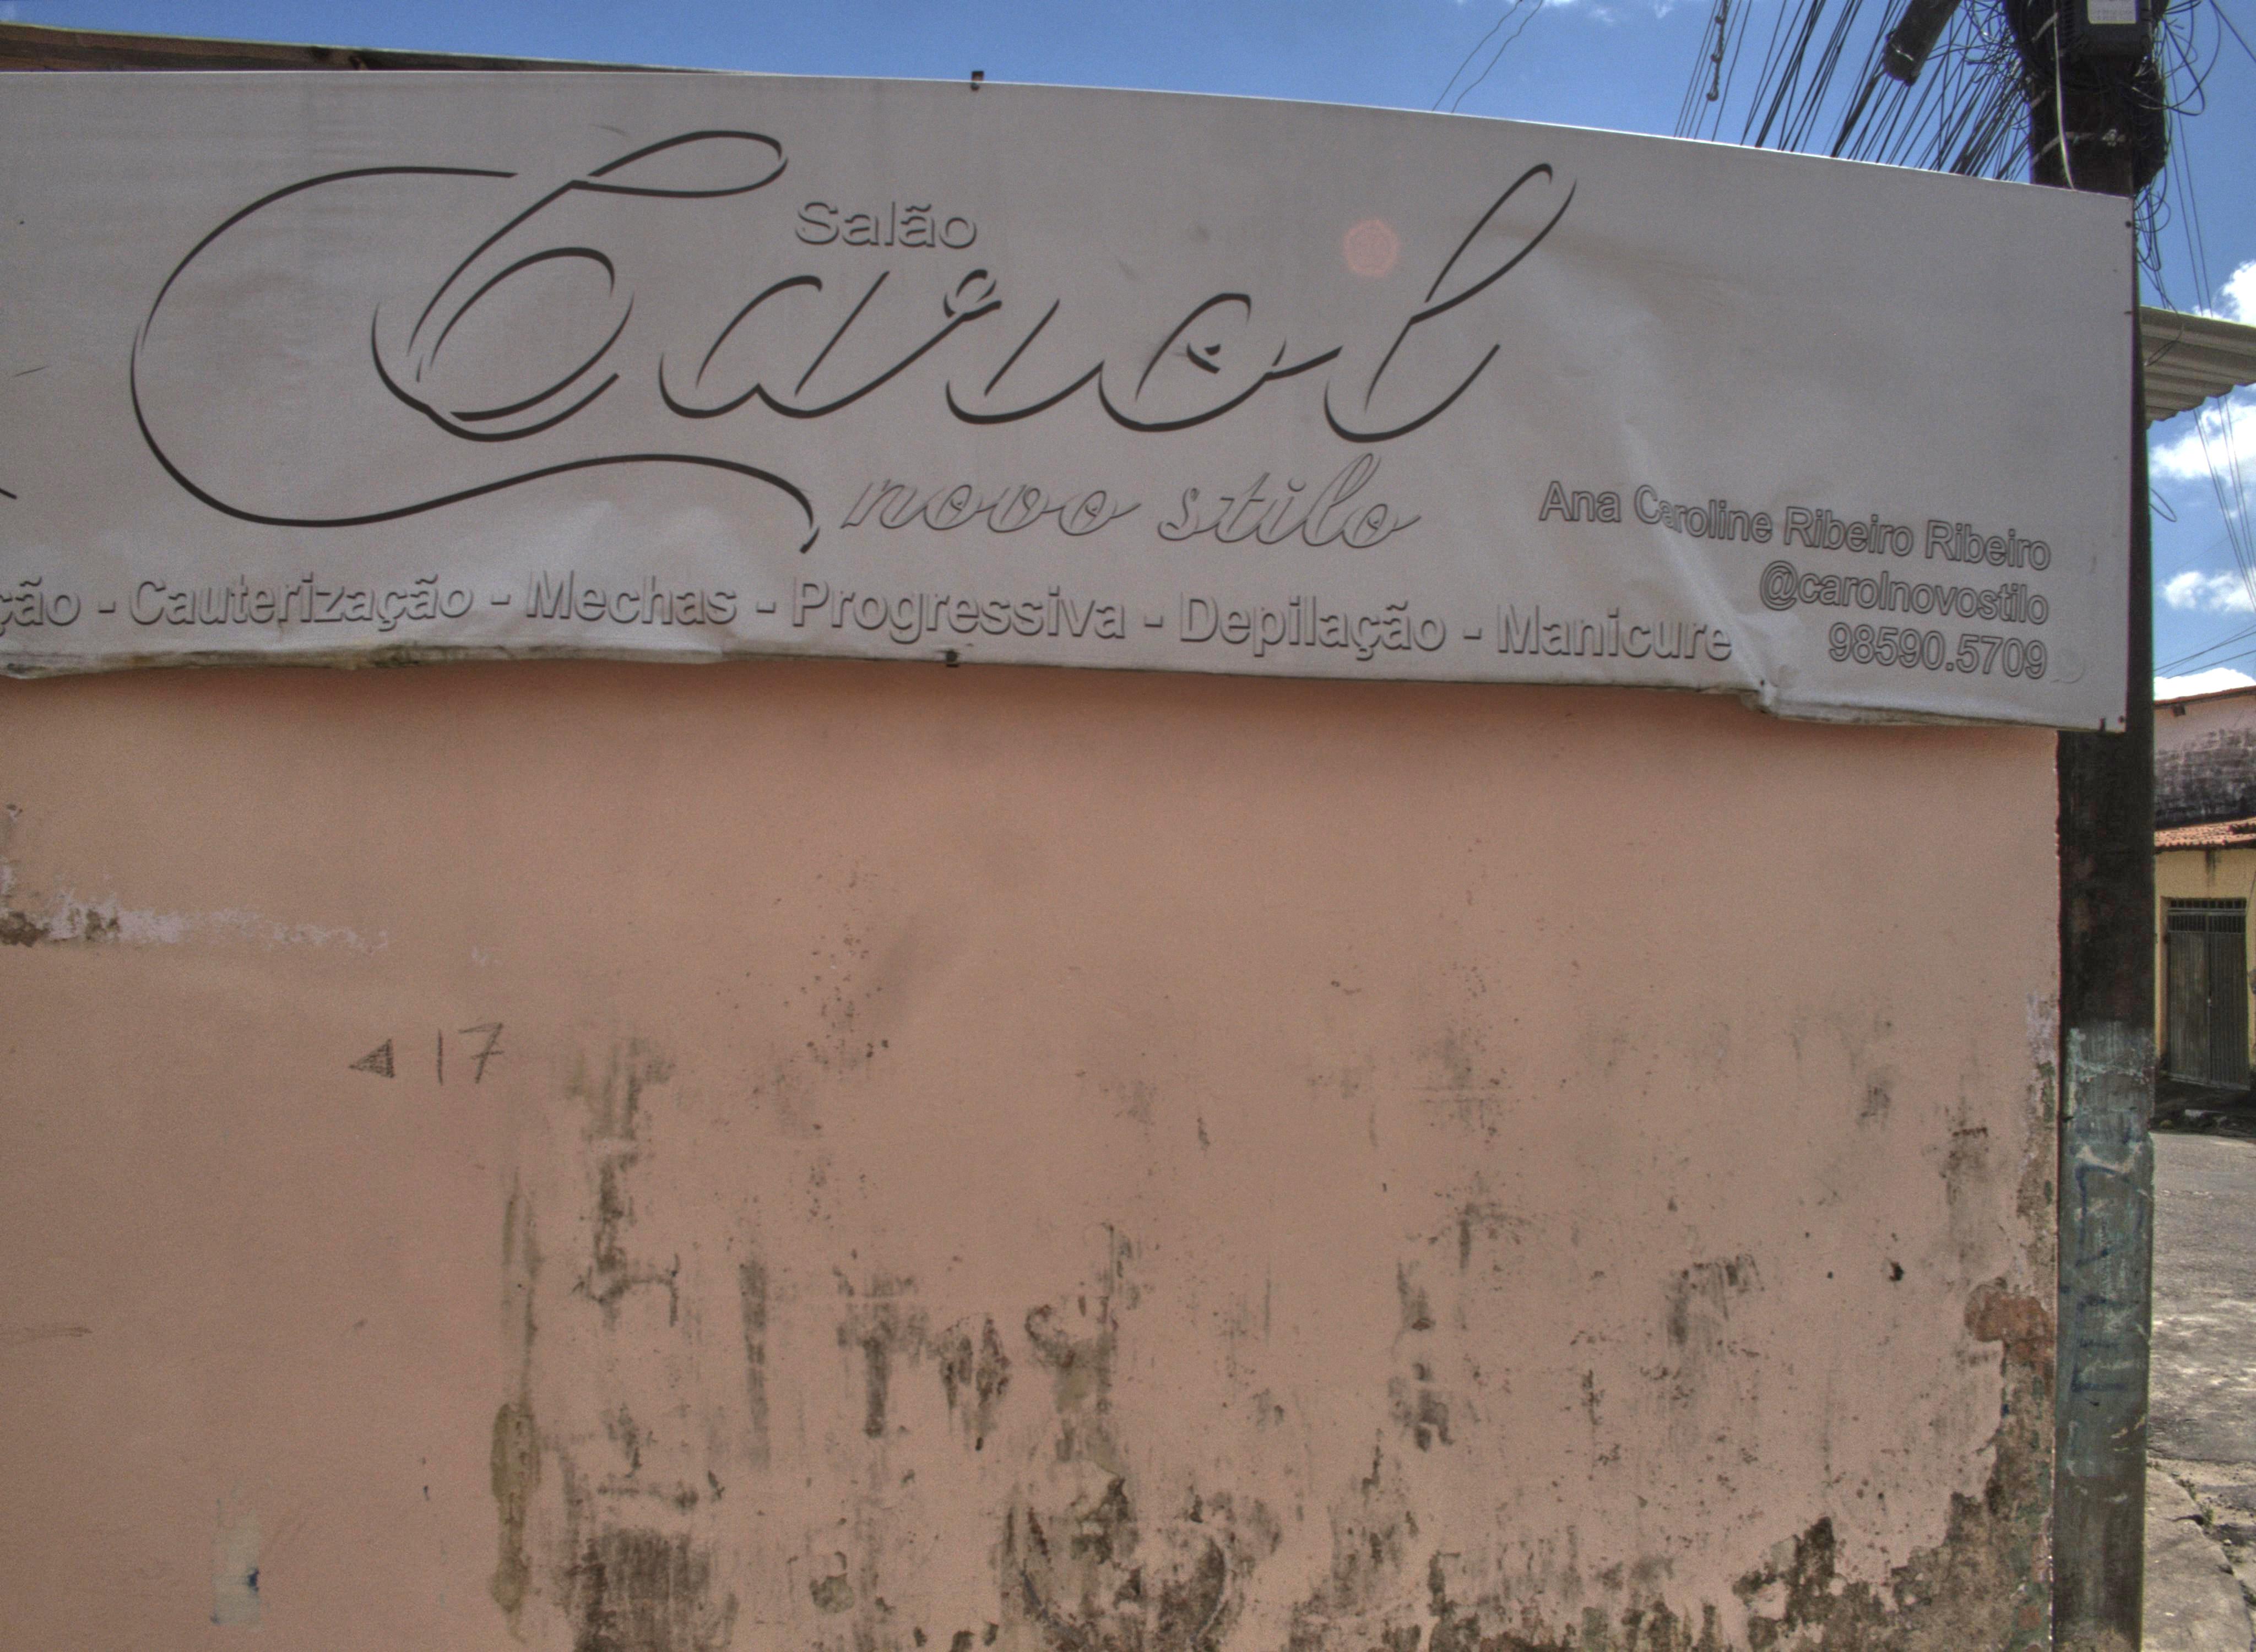 Salão
Carol
novo stilo
Ana Caroline Ribeiro Ribeiro
@carolnovostilo
98590.5709
ção - Cauterização - Mechas - Progressiva - Depilação - Manicure
17